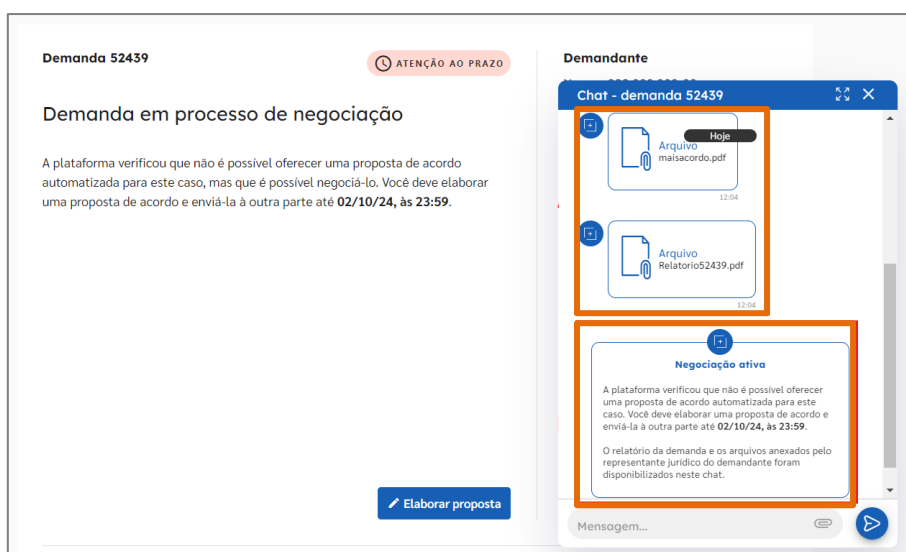 Demanda 52439
ATENÇÃO AO PRAZO
Demanda em processo de negociação
A plataforma verificou que não é possível oferecer uma proposta de acordo
automatizada para este caso, mas que é possível negociá-lo. Você deve elaborar
uma proposta de acordo e enviá-la à outra parte até 02/10/24, às 23:59.
Elaborar proposta
Demandante
Chat - demanda 52439
Hoje
Arquivo
maisacordo.pdf
12:04
Arquivo
Relatorio52439.pdf
12:04
Negociação ativa
A plataforma verificou que não é possível oferecer
uma proposta de acordo automatizada para este
caso. Você deve elaborar uma proposta de acordo e
enviá-la à outra parte até 02/10/24, às 23:59.
O relatório da demanda e os arquivos anexados pelo
representante jurídico do demandante foram
disponibilizados neste chat.
Mensagem...